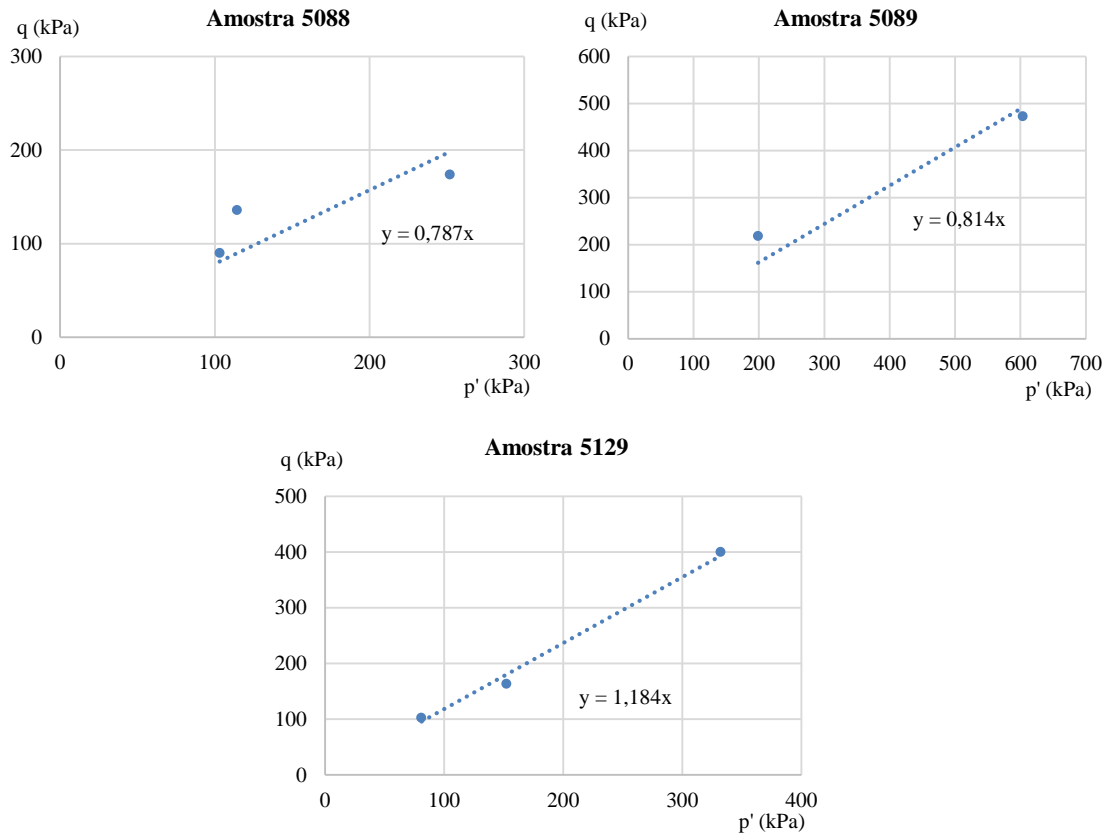 Amostra 5088
q (kPa)
300
200
100
0
y = 0,787x
0 100 200 300
p' (kPa)
Amostra 5089
q (kPa)
600
500
400
300
200
100
0
y = 0,814x
0 100 200 300 400 500 600 700
p' (kPa)
Amostra 5129
q (kPa)
500
400
300
200
100
0
y = 1,184x
0 100 200 300 400
p' (kPa)